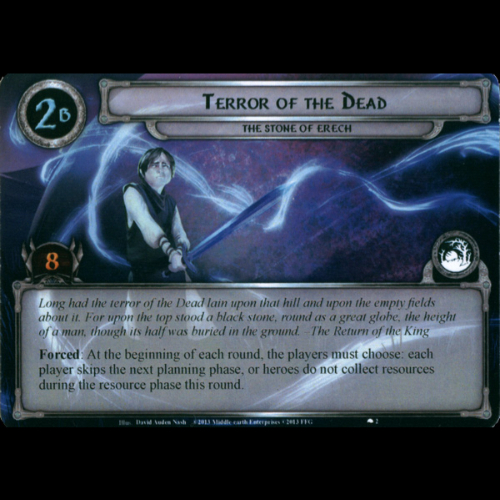 2B
TERROR OF THE DEAD
THE STONE OF ERECH
8
Long had the terror of the Dead lain upon that hill and upon the empty fields
about it. For upon the top stood a black stone, round as a great globe, the height
of a man, though its half was buried in the ground. –The Return of the King
Forced: At the beginning of each round, the players must choose: each
player skips the next planning phase, or heroes do not collect resources
during the resource phase this round.
Illus. David Auden Nash ©2013 Middle-earth Enterprises ©2013 FFG 2